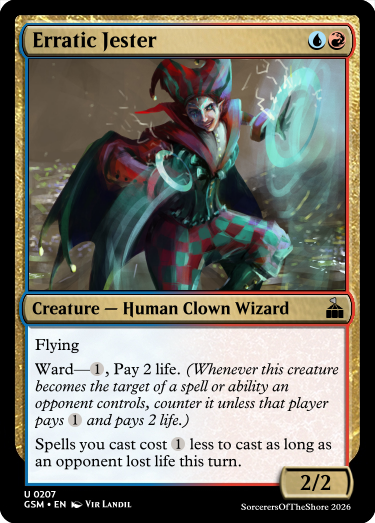 Erratic Jester
Creature — Human Clown Wizard
Flying
Ward—1, Pay 2 life. (Whenever this creature
becomes the target of a spell or ability an
opponent controls, counter it unless that player
pays 1 and pays 2 life.)
Spells you cast cost 1 less to cast as long as
an opponent lost life this turn.
2/2
U 0207
GSM • EN Vir Landil
SorcerersOfTheShore 2026